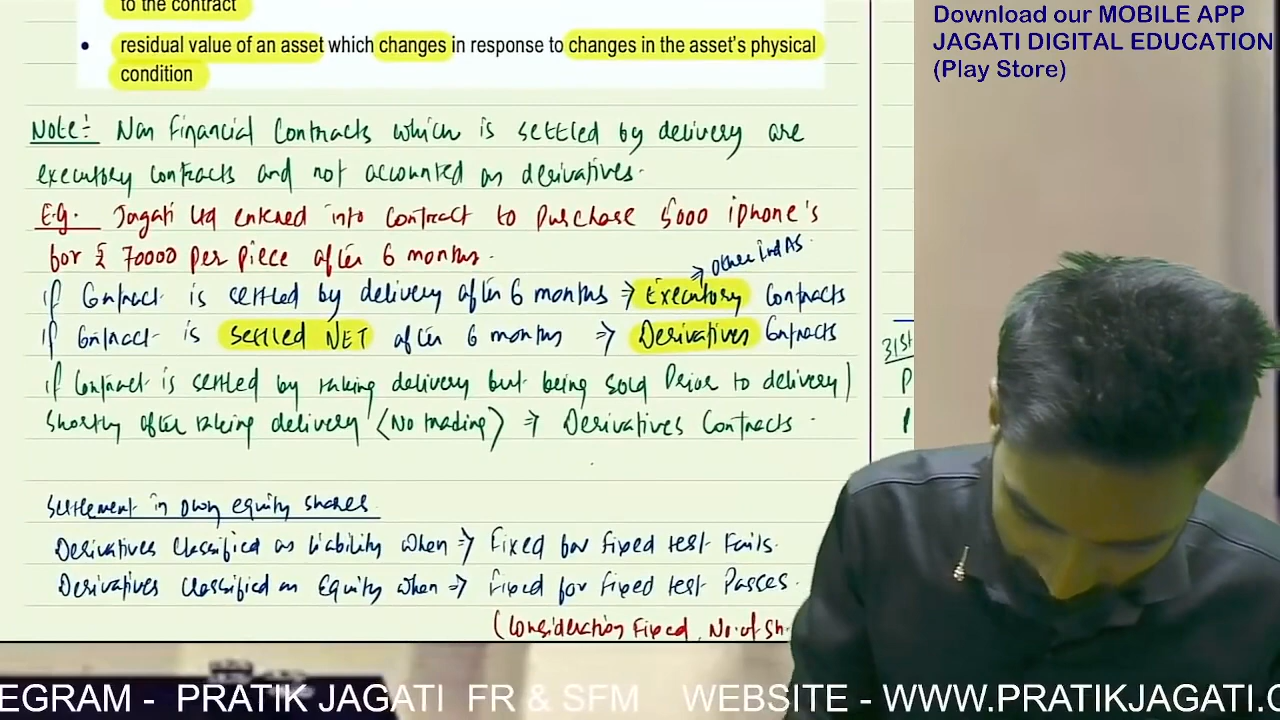 to the contract
• residual value of an asset which changes in response to changes in the asset's physical
condition
Note:- Non Financial Contracts which is settled by delivery are
executory contracts and not accounted as derivatives.
E.g. Jagati Ltd entered into contract to purchase 5000 iphone's
for ₹ 70000 per piece after 6 months.
⇒ other Ind AS.
if Contract is settled by delivery after 6 months ⇒ Executory Contracts
if Contract is settled NET after 6 months ⇒ Derivatives Contracts
if Contract is settled by taking delivery but being sold Prior to delivery /
shortly after taking delivery (No trading) ⇒ Derivatives Contracts.
Settlement in own equity shares
Derivatives Classified as liability when ⇒ Fixed for fixed test Fails.
Derivatives Classified as Equity when ⇒ Fixed for Fixed test Passes.
(Consideration Fixed, No. of Sh
31st
P
Download our MOBILE APP
JAGATI DIGITAL EDUCATION
(Play Store)
EGRAM - PRATIK JAGATI FR & SFM WEBSITE - WWW.PRATIKJAGATI.C